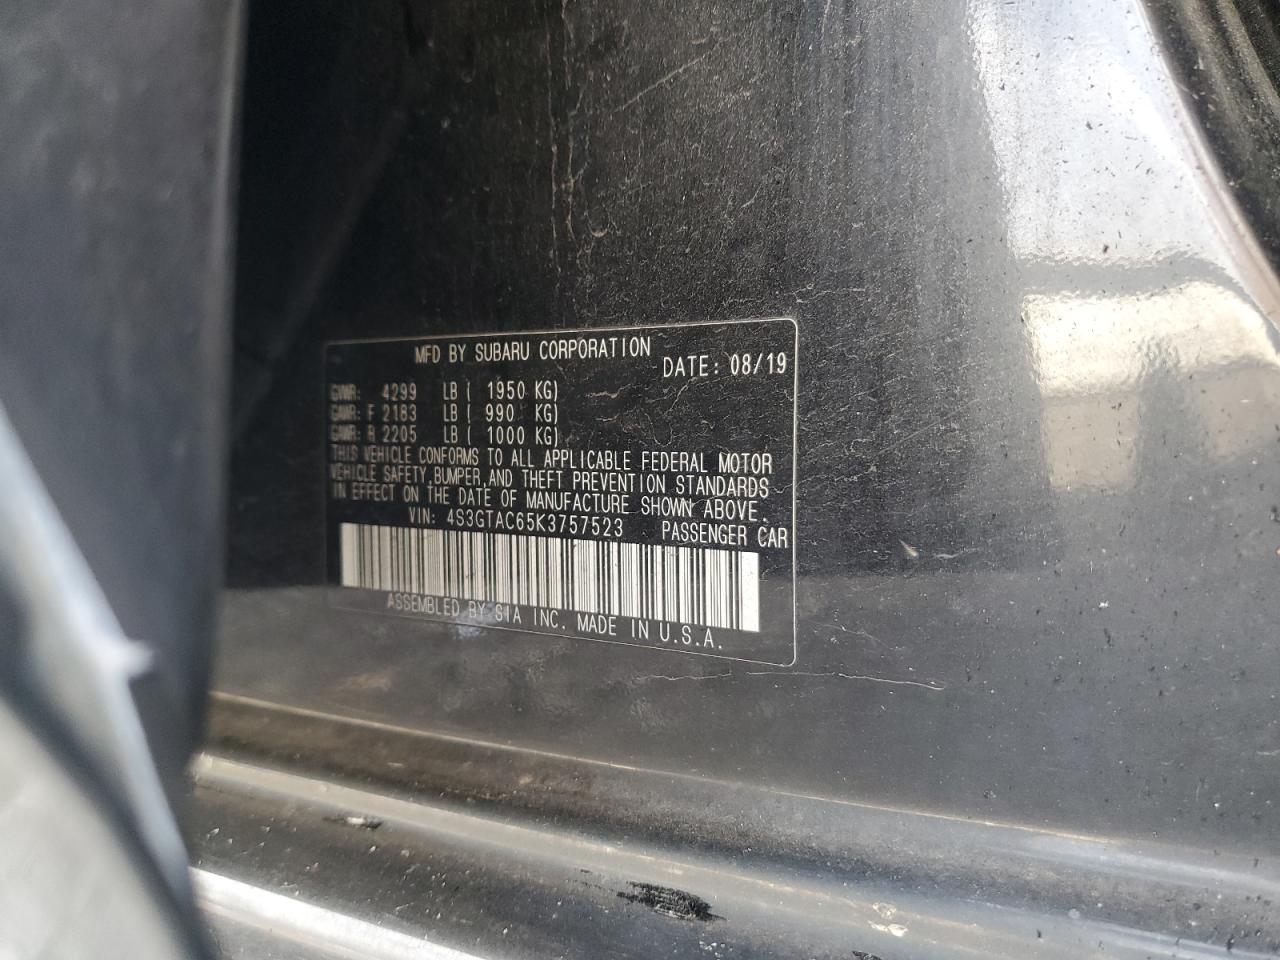 MFD BY SUBARU CORPORATION
DATE: 08/19
GVWR: 4299 LB ( 1950 KG)
GAWR: F 2183 LB ( 990 KG)
GAWR: R 2205 LB ( 1000 KG)
THIS VEHICLE CONFORMS TO ALL APPLICABLE FEDERAL MOTOR
VEHICLE SAFETY,BUMPER,AND THEFT PREVENTION STANDARDS
IN EFFECT ON THE DATE OF MANUFACTURE SHOWN ABOVE.
VIN: 4S3GTAC65K3757523 PASSENGER CAR
ASSEMBLED BY SIA INC. MADE IN U.S.A.